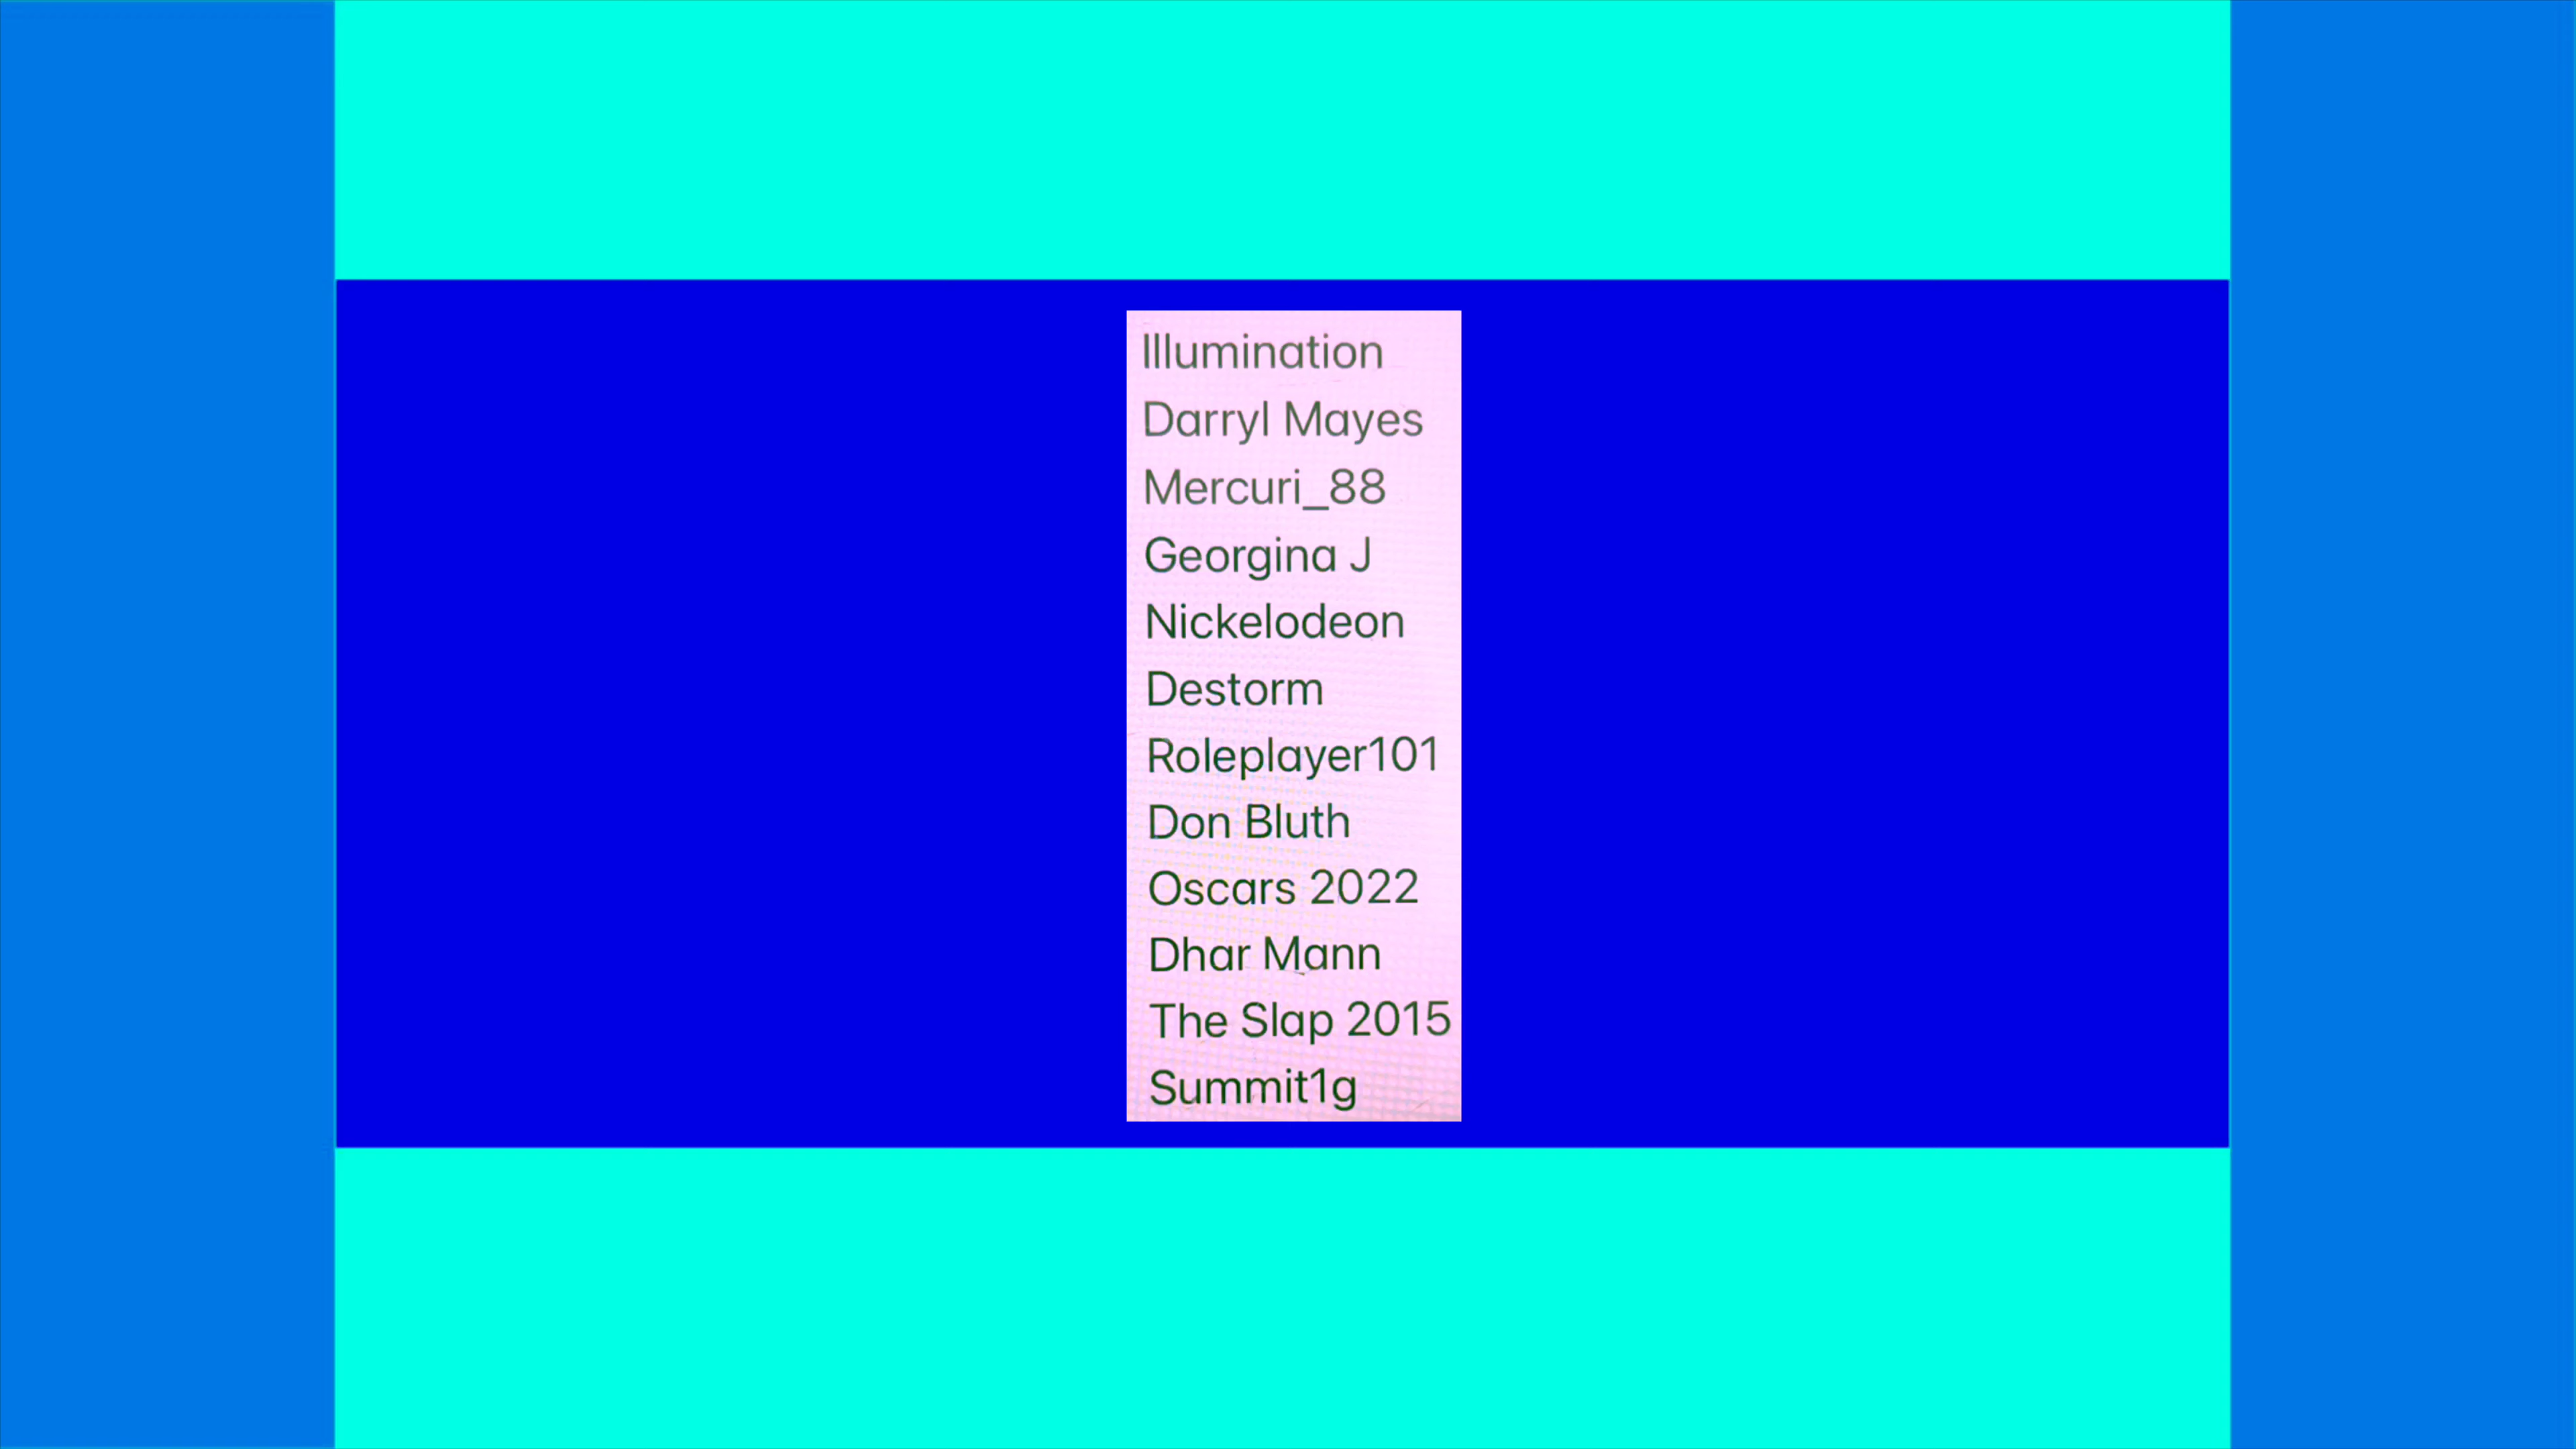 Illumination
Darryl Mayes
Mercuri_88
Georgina J
Nickelodeon
Destorm
Roleplayer101
Don Bluth
Oscars 2022
Dhar Mann
The Slap 2015
Summit1g